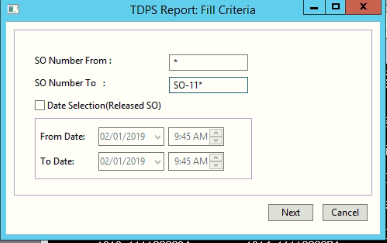 TDPS Report: Fill Criteria
SO Number From : *
SO Number To : SO-11*
Date Selection(Released SO)
From Date: 02/01/2019 9:45 AM
To Date: 02/01/2019 9:45 AM
Next Cancel